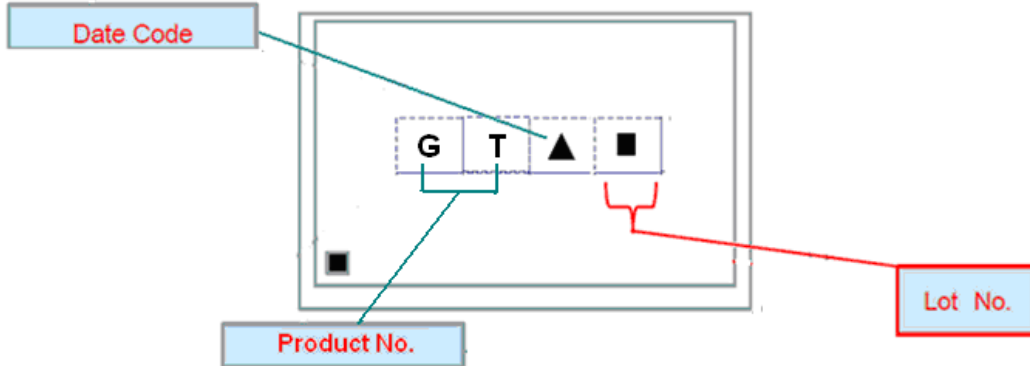 Date Code
G T ▲ ■
Product No.
Lot No.